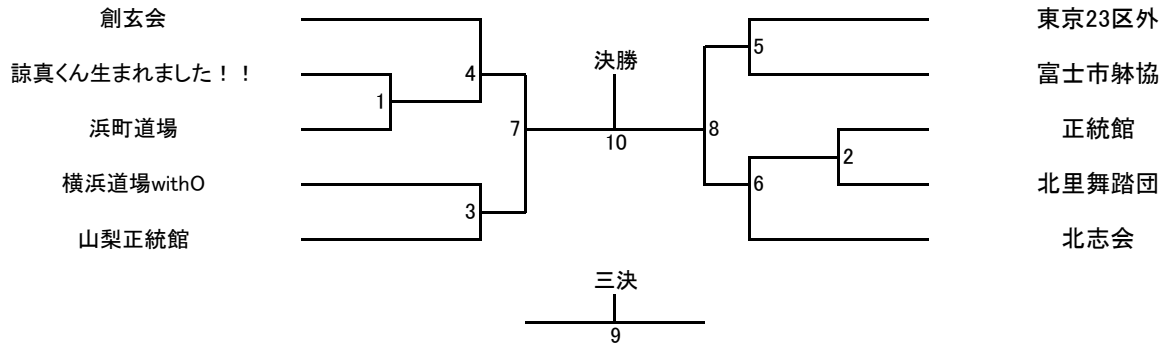 創玄会
東京23区外
諒真くん生まれました！！
4
決勝
5
富士市躰協
1
浜町道場
7
10
8
正統館
2
横浜道場withO
3
6
北里舞踏団
山梨正統館
北志会
三決
9